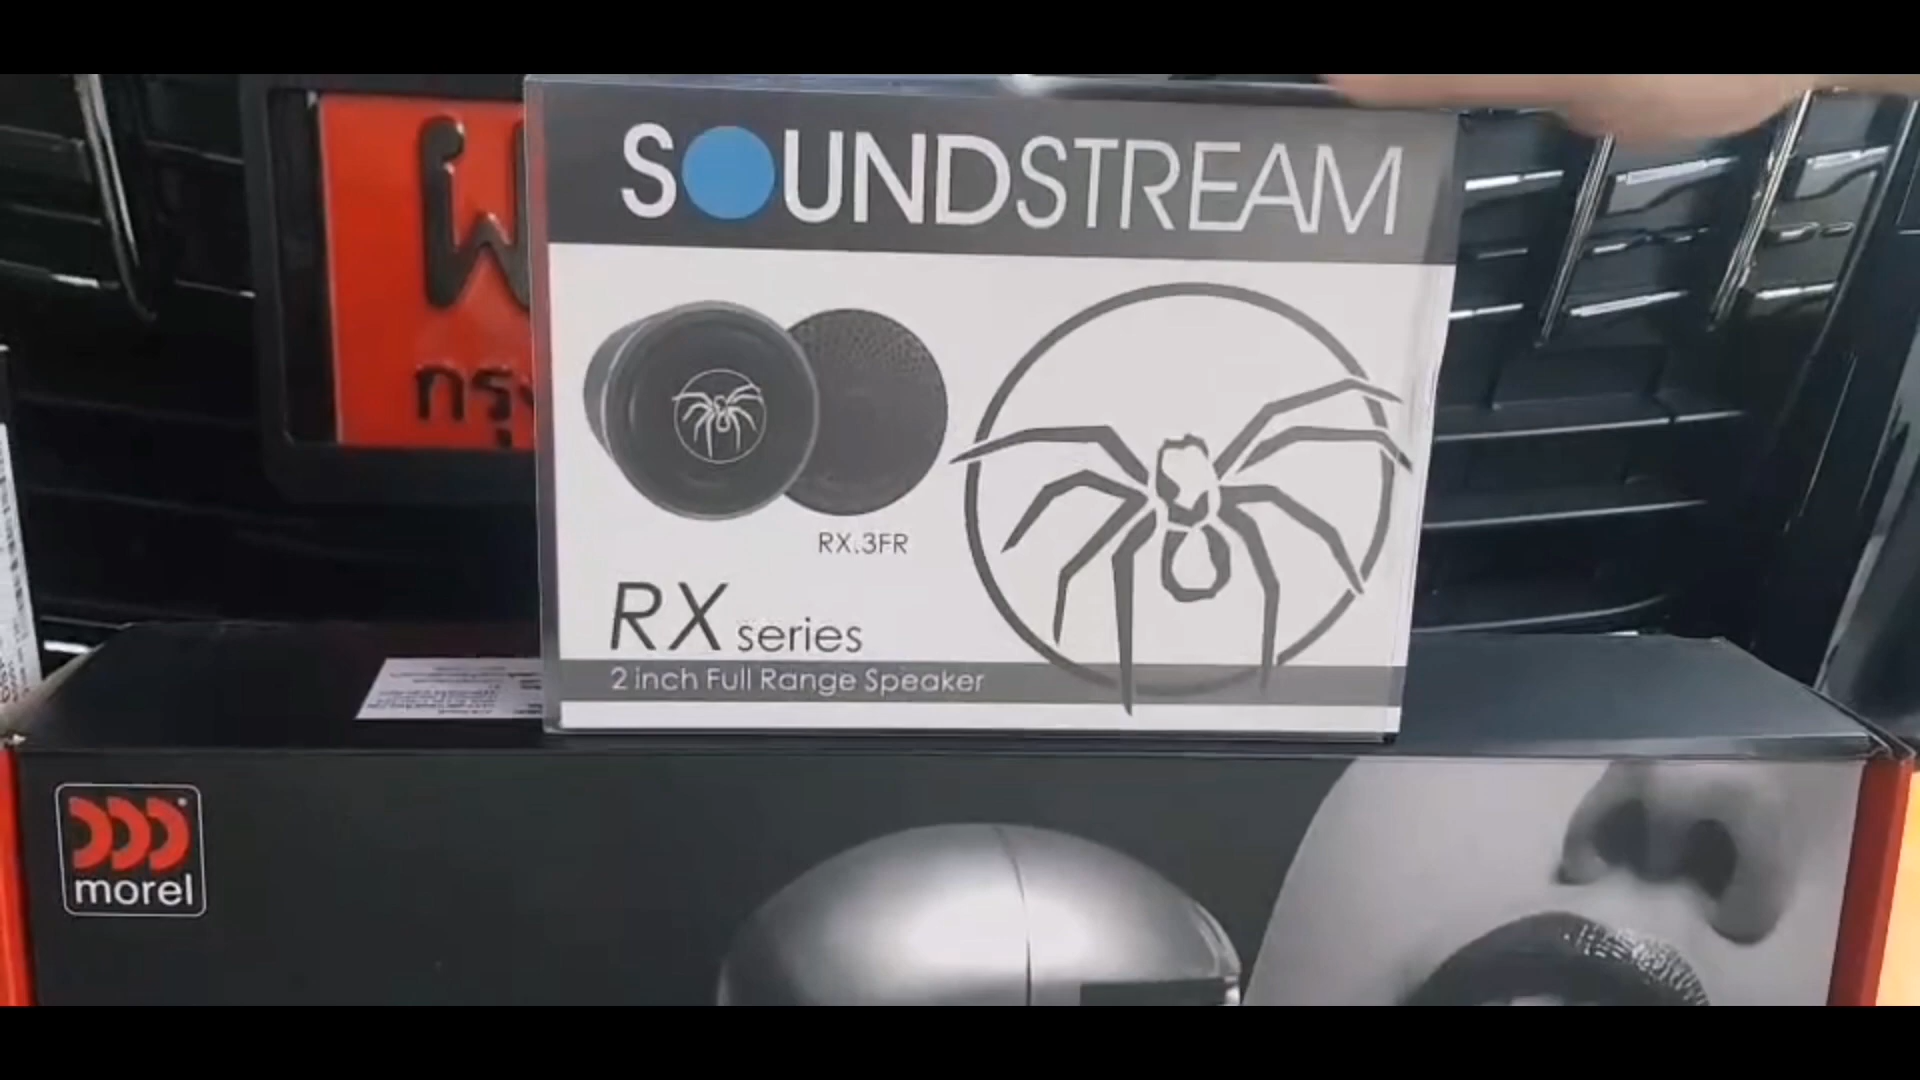 SOUNDSTREAM
RX.3FR
RX series
2 inch Full Range Speaker
morel